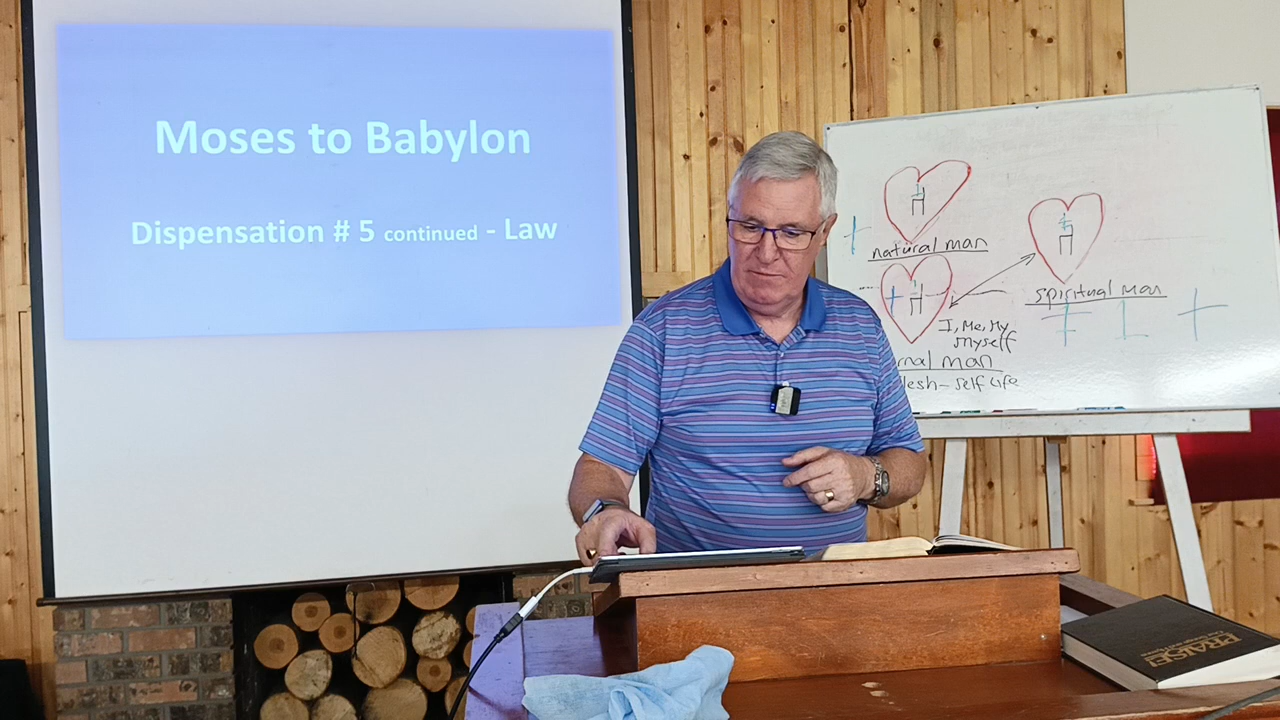 Moses to Babylon
Dispensation # 5 continued - Law
natural man
spiritual man
I, Me, My
Myself
rnal man
lesh - self life
PRAISE!